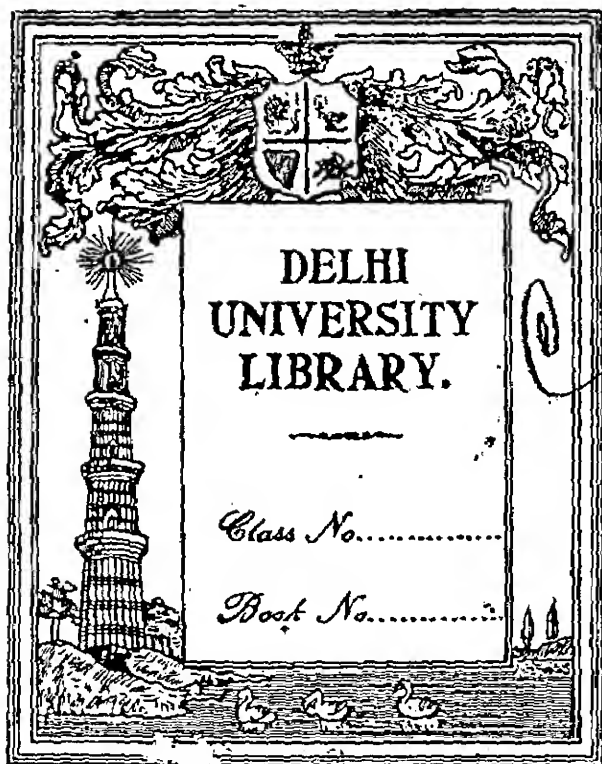 DELHI
UNIVERSITY
LIBRARY.
Class No...............
Book No...............